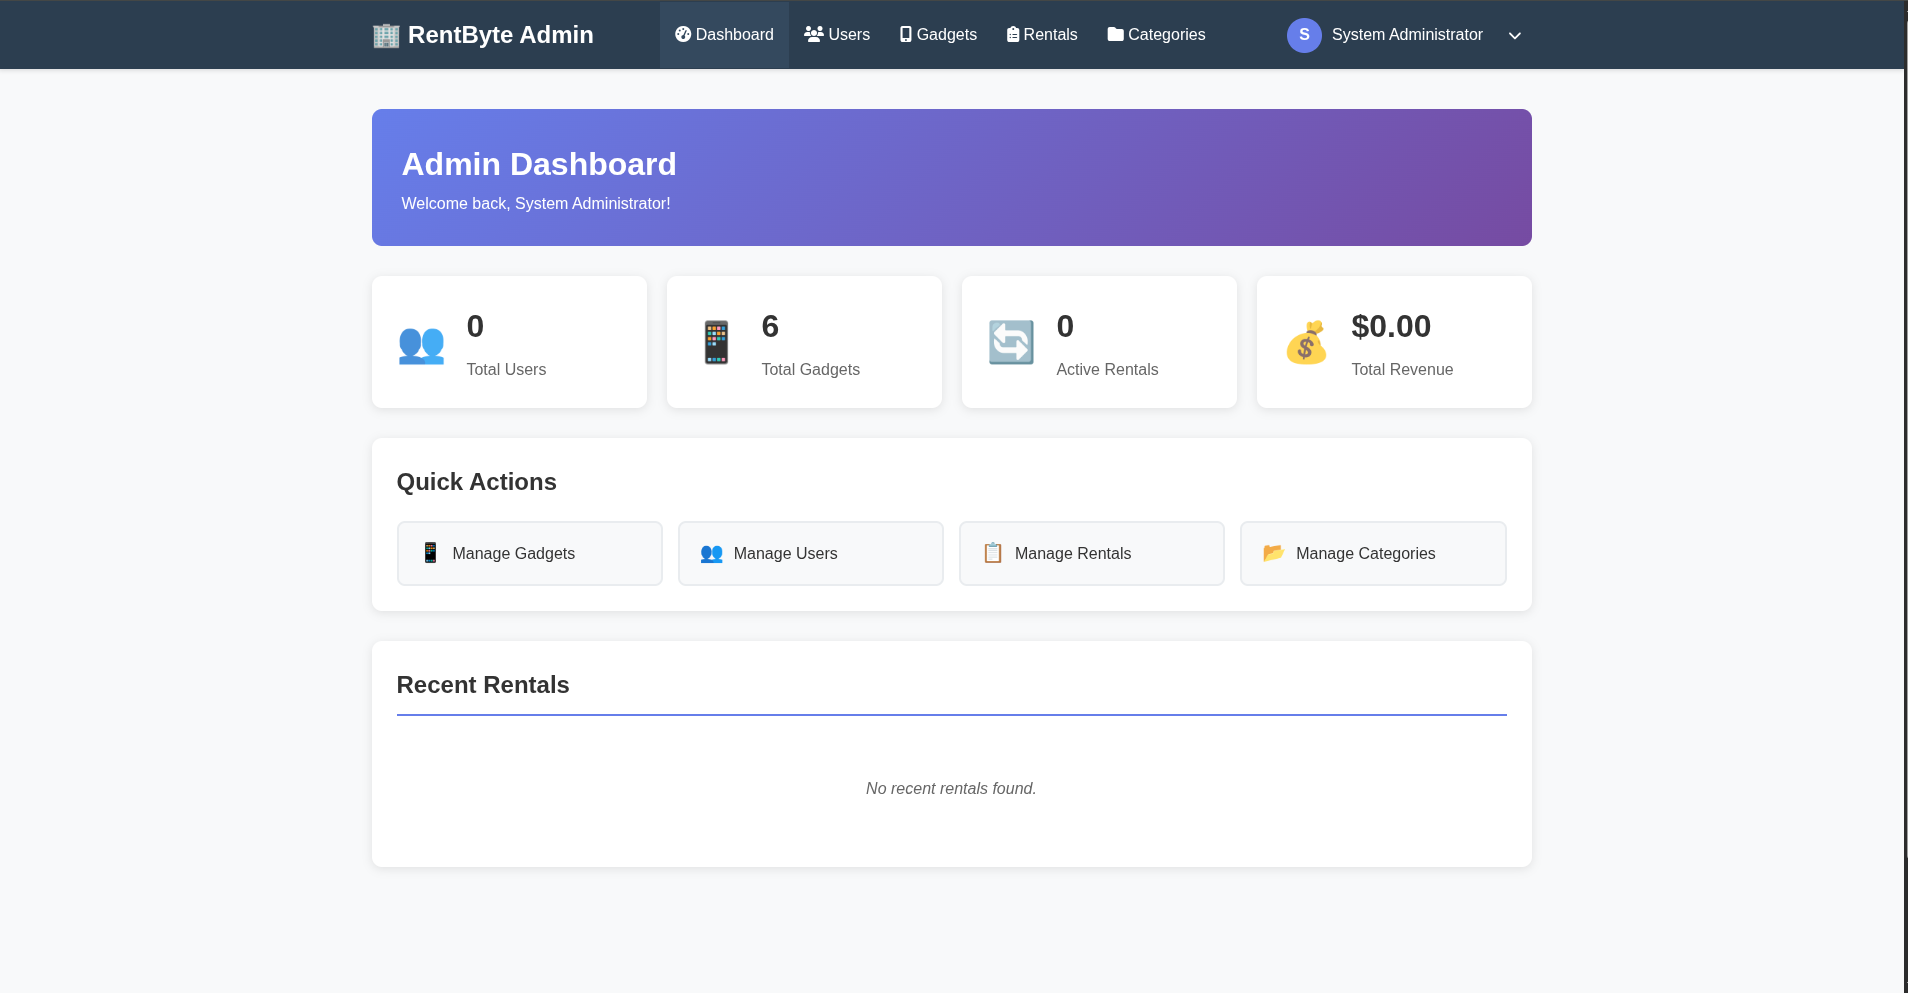 RentByte Admin
Dashboard
Users
Gadgets
Rentals
Categories
S
System Administrator
Admin Dashboard
Welcome back, System Administrator!
0
Total Users
6
Total Gadgets
0
Active Rentals
$0.00
Total Revenue
Quick Actions
Manage Gadgets
Manage Users
Manage Rentals
Manage Categories
Recent Rentals
No recent rentals found.